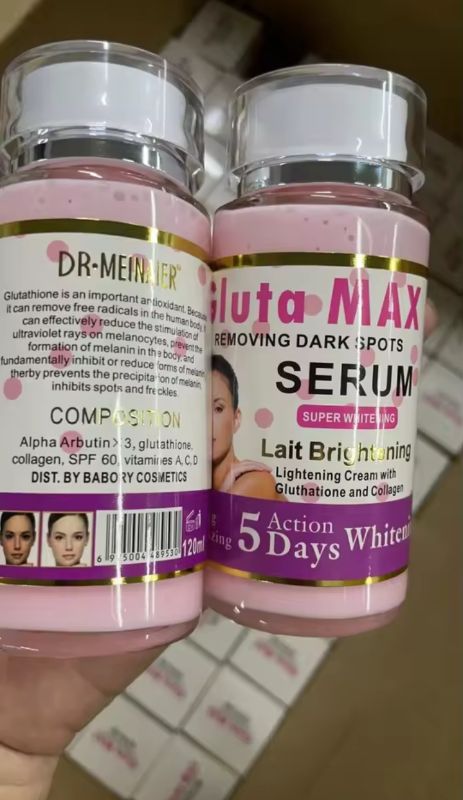 DR·MEINAIER
Glutathione is an important antioxidant. Because
it can remove free radicals in the human body, it
can effectively reduce the stimulation of
ultraviolet rays on melanocytes, prevent the
formation of melanin in the body, and
fundamentally inhibit or reduce forms of melanin
therby prevents the precipitation of melanin,
inhibits spots and freckles.
COMPOSITION
Alpha Arbutin 3, glutathione,
collagen, SPF 60, vitamines A, C, D
DIST. BY BABORY COSMETICS
6 975004 489530
120ml
Gluta MAX
REMOVING DARK SPOTS
SERUM
SUPER WHITENING
Lait Brightening
Lightening Cream with
Gluthatione and Collagen
5 Action
Days
Whiteni